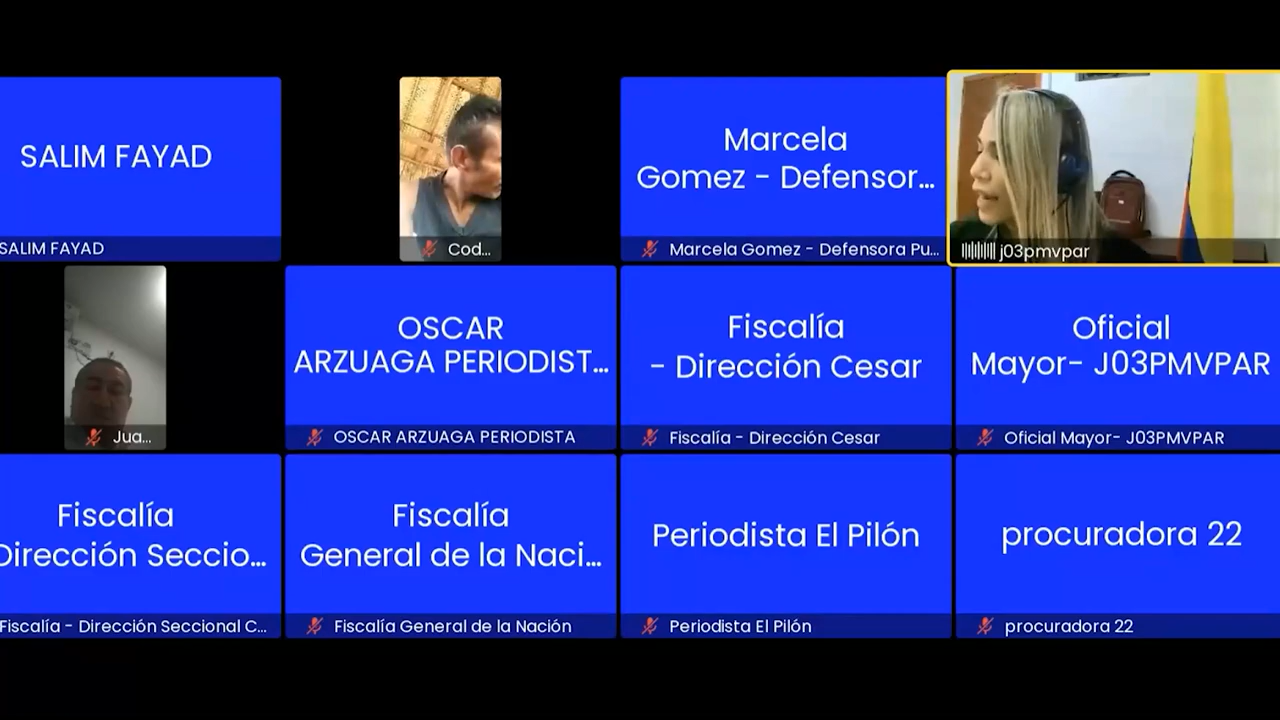 SALIM FAYAD
SALIM FAYAD
Cod...
Marcela
Gomez - Defensor...
Marcela Gomez - Defensora Pu...
j03pmvpar
Jua...
OSCAR
ARZUAGA PERIODIST...
OSCAR ARZUAGA PERIODISTA
Fiscalía
- Dirección Cesar
Fiscalía - Dirección Cesar
Oficial
Mayor- J03PMVPAR
Oficial Mayor- J03PMVPAR
Fiscalía
Dirección Seccio...
Fiscalía - Dirección Seccional C...
Fiscalía
General de la Naci...
Fiscalía General de la Nación
Periodista El Pilón
Periodista El Pilón
procuradora 22
procuradora 22